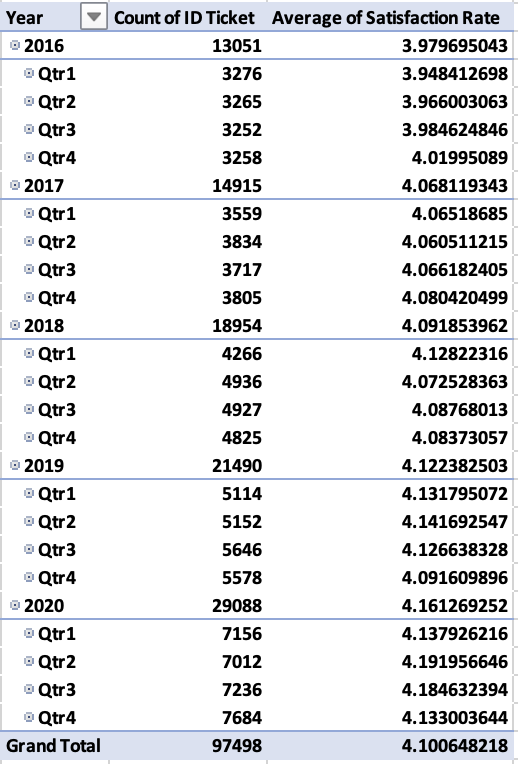 Year Count of ID Ticket Average of Satisfaction Rate
2016 13051 3.979695043
Qtr1 3276 3.948412698
Qtr2 3265 3.966003063
Qtr3 3252 3.984624846
Qtr4 3258 4.01995089
2017 14915 4.068119343
Qtr1 3559 4.06518685
Qtr2 3834 4.060511215
Qtr3 3717 4.066182405
Qtr4 3805 4.080420499
2018 18954 4.091853962
Qtr1 4266 4.12822316
Qtr2 4936 4.072528363
Qtr3 4927 4.08768013
Qtr4 4825 4.08373057
2019 21490 4.122382503
Qtr1 5114 4.131795072
Qtr2 5152 4.141692547
Qtr3 5646 4.126638328
Qtr4 5578 4.091609896
2020 29088 4.161269252
Qtr1 7156 4.137926216
Qtr2 7012 4.191956646
Qtr3 7236 4.184632394
Qtr4 7684 4.133003644
Grand Total 97498 4.100648218